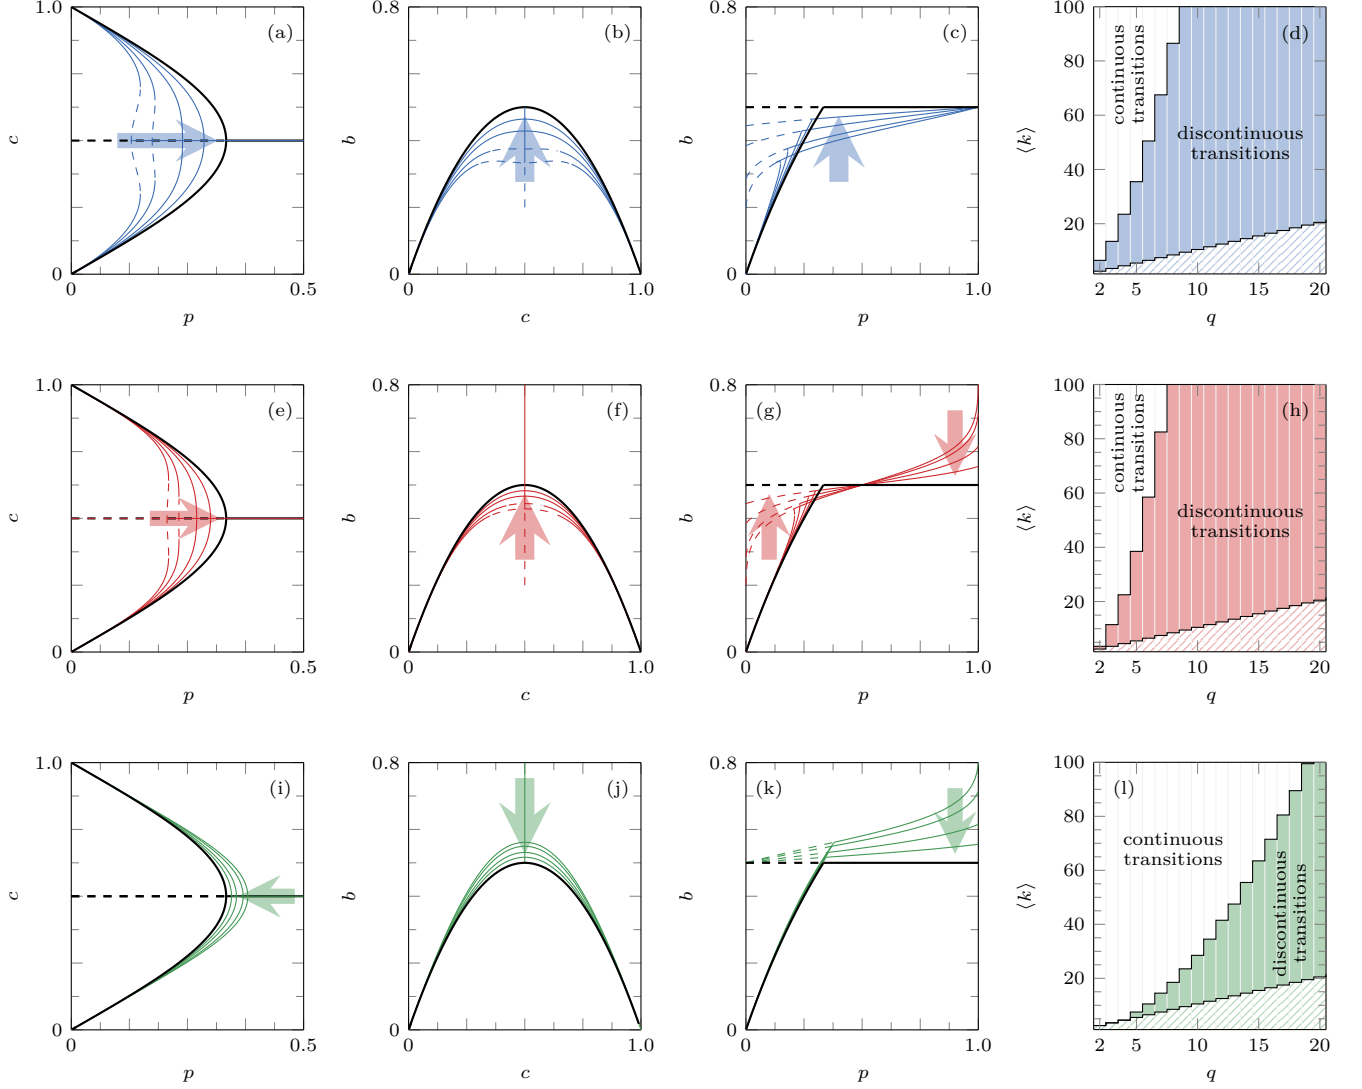 1.0
c
0
0
0.5
p
(a)
0.8
b
0
0
1.0
c
(b)
0.8
b
0
0
1.0
p
(c)
100
80
60
40
20
⟨k⟩
2
5
10
15
20
q
(d)
continuous
transitions
discontinuous
transitions
1.0
c
0
0
0.5
p
(e)
0.8
b
0
0
1.0
c
(f)
0.8
b
0
0
1.0
p
(g)
100
80
60
40
20
⟨k⟩
2
5
10
15
20
q
(h)
continuous
transitions
discontinuous
transitions
1.0
c
0
0
0.5
p
(i)
0.8
b
0
0
1.0
c
(j)
0.8
b
0
0
1.0
p
(k)
100
80
60
40
20
⟨k⟩
2
5
10
15
20
q
(l)
continuous
transitions
discontinuous
transitions